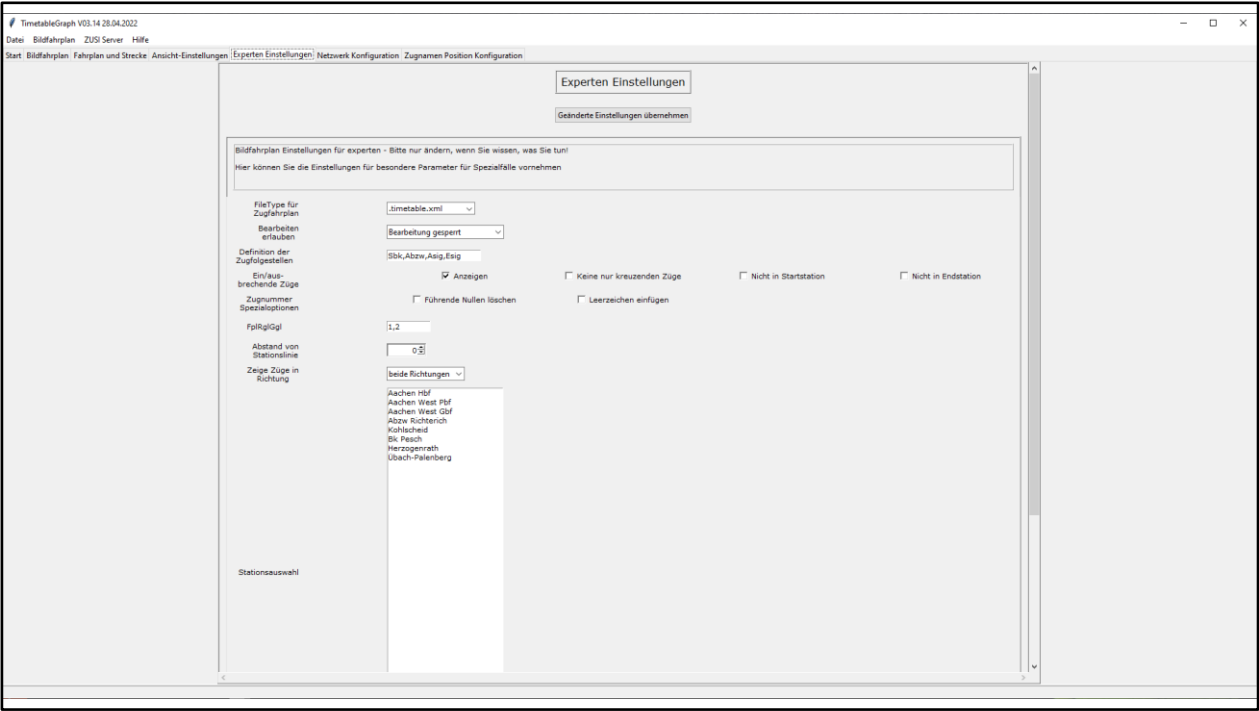 TimetableGraph V03.14 28.04.2022
Datei Bildfahrplan ZUSI Server Hilfe
Start Bildfahrplan Fahrplan und Strecke Ansicht-Einstellungen Experten Einstellungen Netzwerk Konfiguration Zugnamen Position Konfiguration
Experten Einstellungen
Geänderte Einstellungen übernehmen
Bildfahrplan Einstellungen für experten - Bitte nur ändern, wenn Sie wissen, was Sie tun!
Hier können Sie die Einstellungen für besondere Parameter für Spezialfälle vornehmen
FileType für
Zugfahrplan
.timetable.xml
Bearbeiten
erlauben
Bearbeitung gesperrt
Definition der
Zugfolgestellen
Sbk,Abzw,Asig,Esig
Ein/aus-
brechende Züge
Anzeigen Keine nur kreuzenden Züge Nicht in Startstation Nicht in Endstation
Zugnummer
Spezialoptionen
Führende Nullen löschen Leerzeichen einfügen
FplRglGgl
1,2
Abstand von
Stationslinie
0
Zeige Züge in
Richtung
beide Richtungen
Aachen Hbf
Aachen West Pbf
Aachen West Gbf
Abzw Richterich
Kohlscheid
Bk Pesch
Herzogenrath
Übach-Palenberg
Stationsauswahl